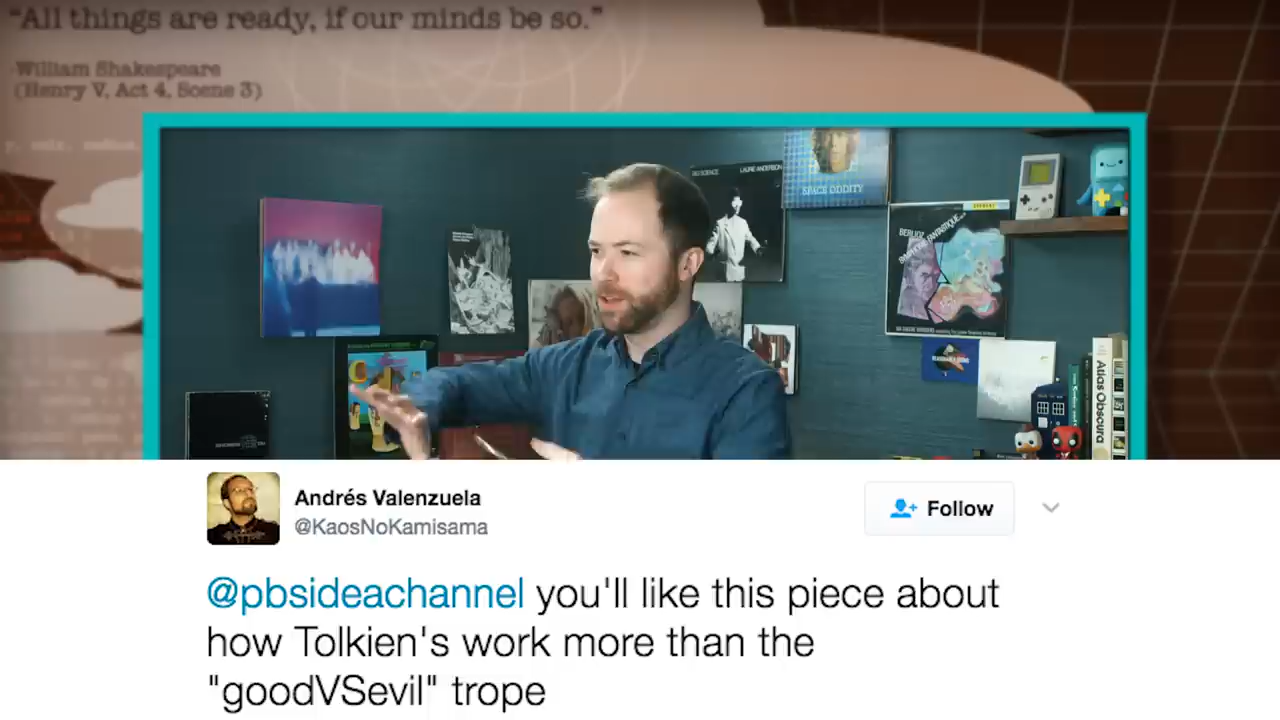 "All things are ready, if our minds be so."
-William Shakespeare
(Henry V, Act 4, Scene 3)
BIG SCIENCE
LAURIE ANDERSON
SPACE ODDITY
BERLIOZ
Atlas Obscura
Andrés Valenzuela
@KaosNoKamisama
Follow
@pbsideachannel you'll like this piece about
how Tolkien's work more than the
"goodVSevil" trope